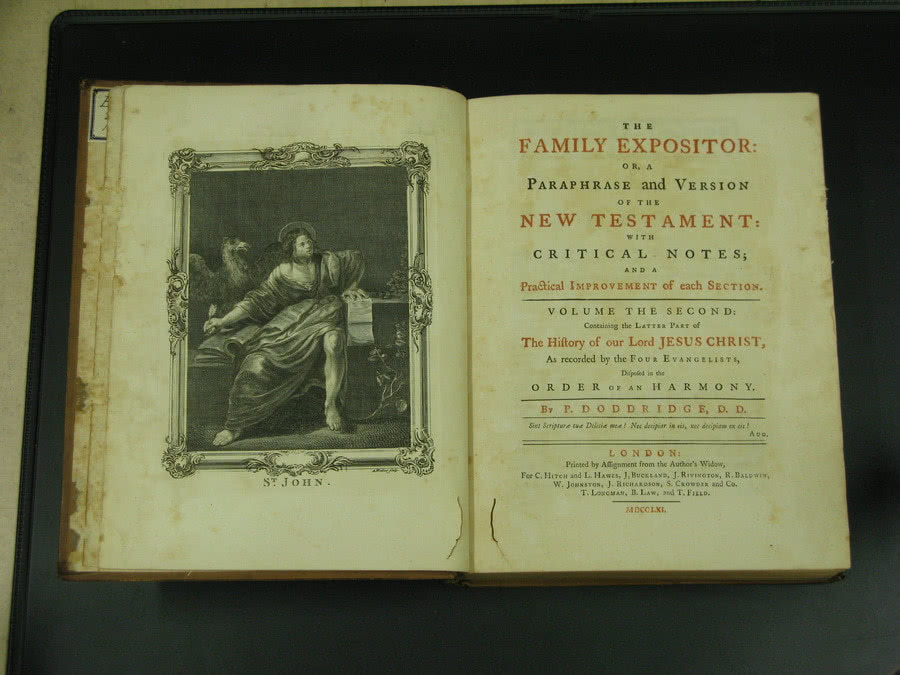 St. JOHN.
THE
FAMILY EXPOSITOR:
OR, A
PARAPHRASE and VERSION
OF THE
NEW TESTAMENT:
WITH
CRITICAL NOTES;
AND A
Practical IMPROVEMENT of each SECTION.
VOLUME THE SECOND:
Containing the LATTER PART of
The Hiſtory of our Lord JESUS CHRIST,
As recorded by the FOUR EVANGELISTS,
Diſpoſed in the
ORDER OF AN HARMONY.
By P. DODDRIDGE, D. D.
Sint Scripturæ tuæ Deliciæ meæ! Nec decipiar in eis, nec decipiam ex eis!
AUG.
LONDON:
Printed by Aſſignment from the Author's Widow,
For C. HITCH and L. HAWES, J. BUCKLAND, J. RIVINGTON, R. BALDWIN,
W. JOHNSTON, J. RICHARDSON, S. CROWDER and Co.
T. LONGMAN, B. LAW, and T. FIELD.
MDCCLXI.